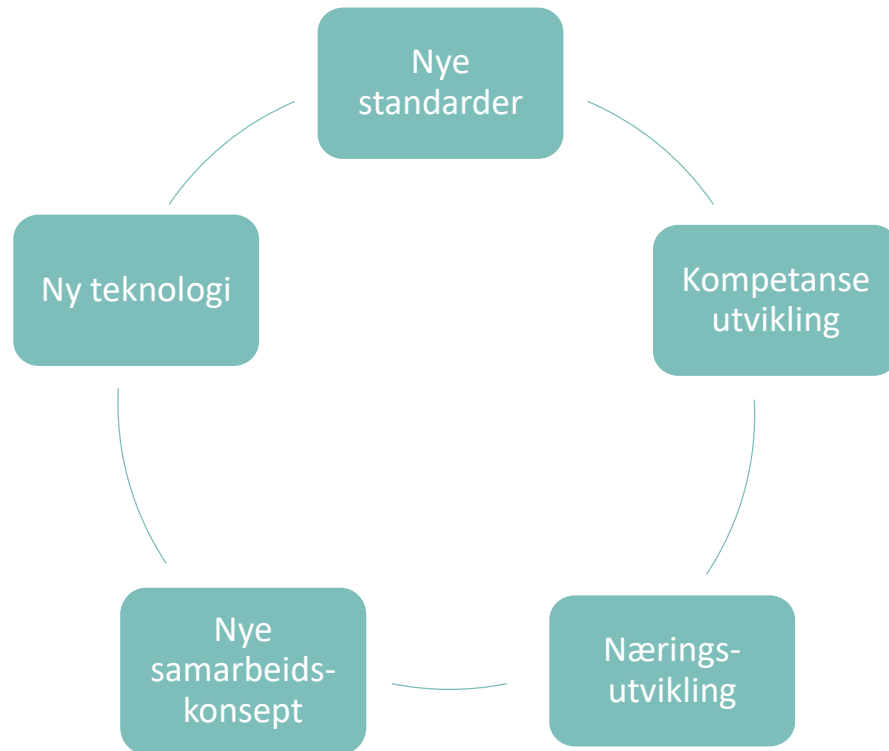 Nye
standarder
Kompetanse
utvikling
Nærings-
utvikling
Nye
samarbeids-
konsept
Ny teknologi